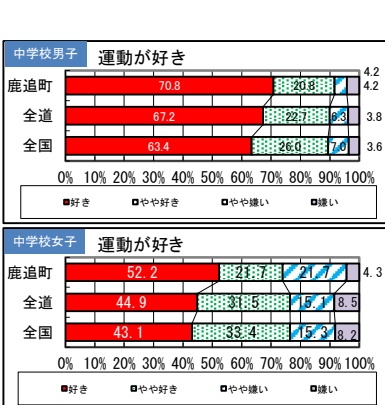 中学校男子 運動が好き
4.2
鹿追町 70.8 20.8 4.2
全道 67.2 22.7 6.3 3.8
全国 63.4 26.0 7.0 3.6
0% 10% 20% 30% 40% 50% 60% 70% 80% 90% 100%
■好き ■やや好き ■やや嫌い ■嫌い
中学校女子 運動が好き
鹿追町 52.2 21.7 21.7 4.3
全道 44.9 31.5 15.1 8.5
全国 43.1 33.4 15.3 8.2
0% 10% 20% 30% 40% 50% 60% 70% 80% 90% 100%
■好き ■やや好き ■やや嫌い ■嫌い